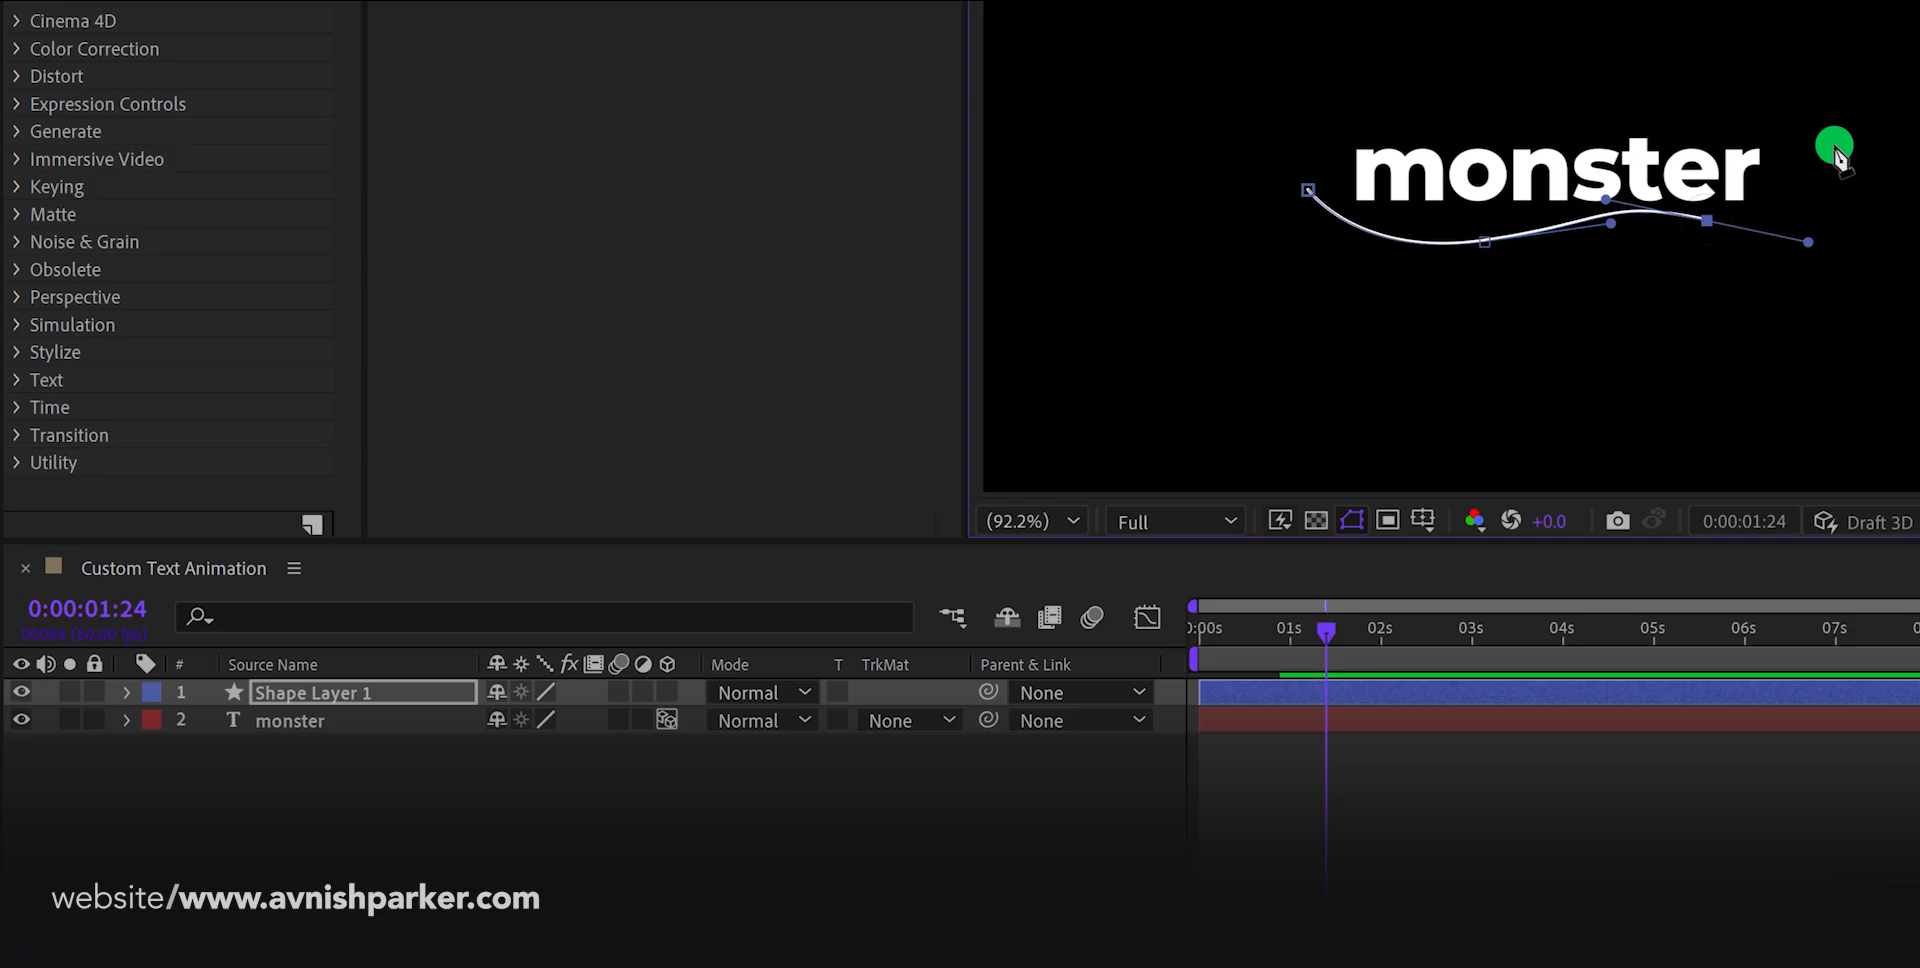 Cinema 4D
Color Correction
Distort
Expression Controls
Generate
Immersive Video
Keying
Matte
Noise & Grain
Obsolete
Perspective
Simulation
Stylize
Text
Time
Transition
Utility
monster
(92.2%)
Full
+0.0
0:00:01:24
Draft 3D
Custom Text Animation
0:00:01:24
00084 (60.00 fps)
0:00s 01s 02s 03s 04s 05s 06s 07s
# Source Name fx Mode T TrkMat Parent & Link
1 Shape Layer 1 Normal None
2 T monster Normal None None
website/www.avnishparker.com